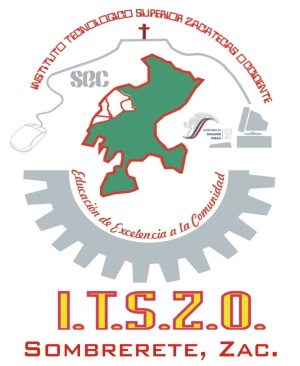 INSTITUTO TECNOLOGICO SUPERIOR ZACATECAS OCCIDENTE
SEC
Educación de Excelencia a la Comunidad
I.T.S.Z.O.
SOMBRERETE, ZAC.